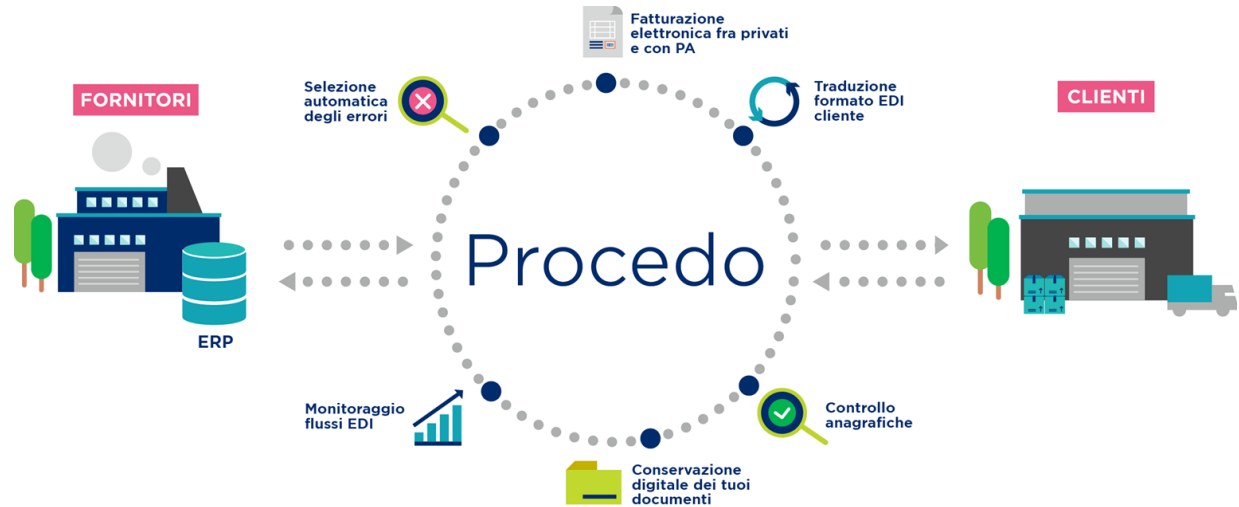 Fatturazione
elettronica fra privati
e con PA
Selezione
automatica
degli errori
Traduzione
formato EDI
cliente
FORNITORI
CLIENTI
Procedo
ERP
Monitoraggio
flussi EDI
Controllo
anagrafiche
Conservazione
digitale dei tuoi
documenti